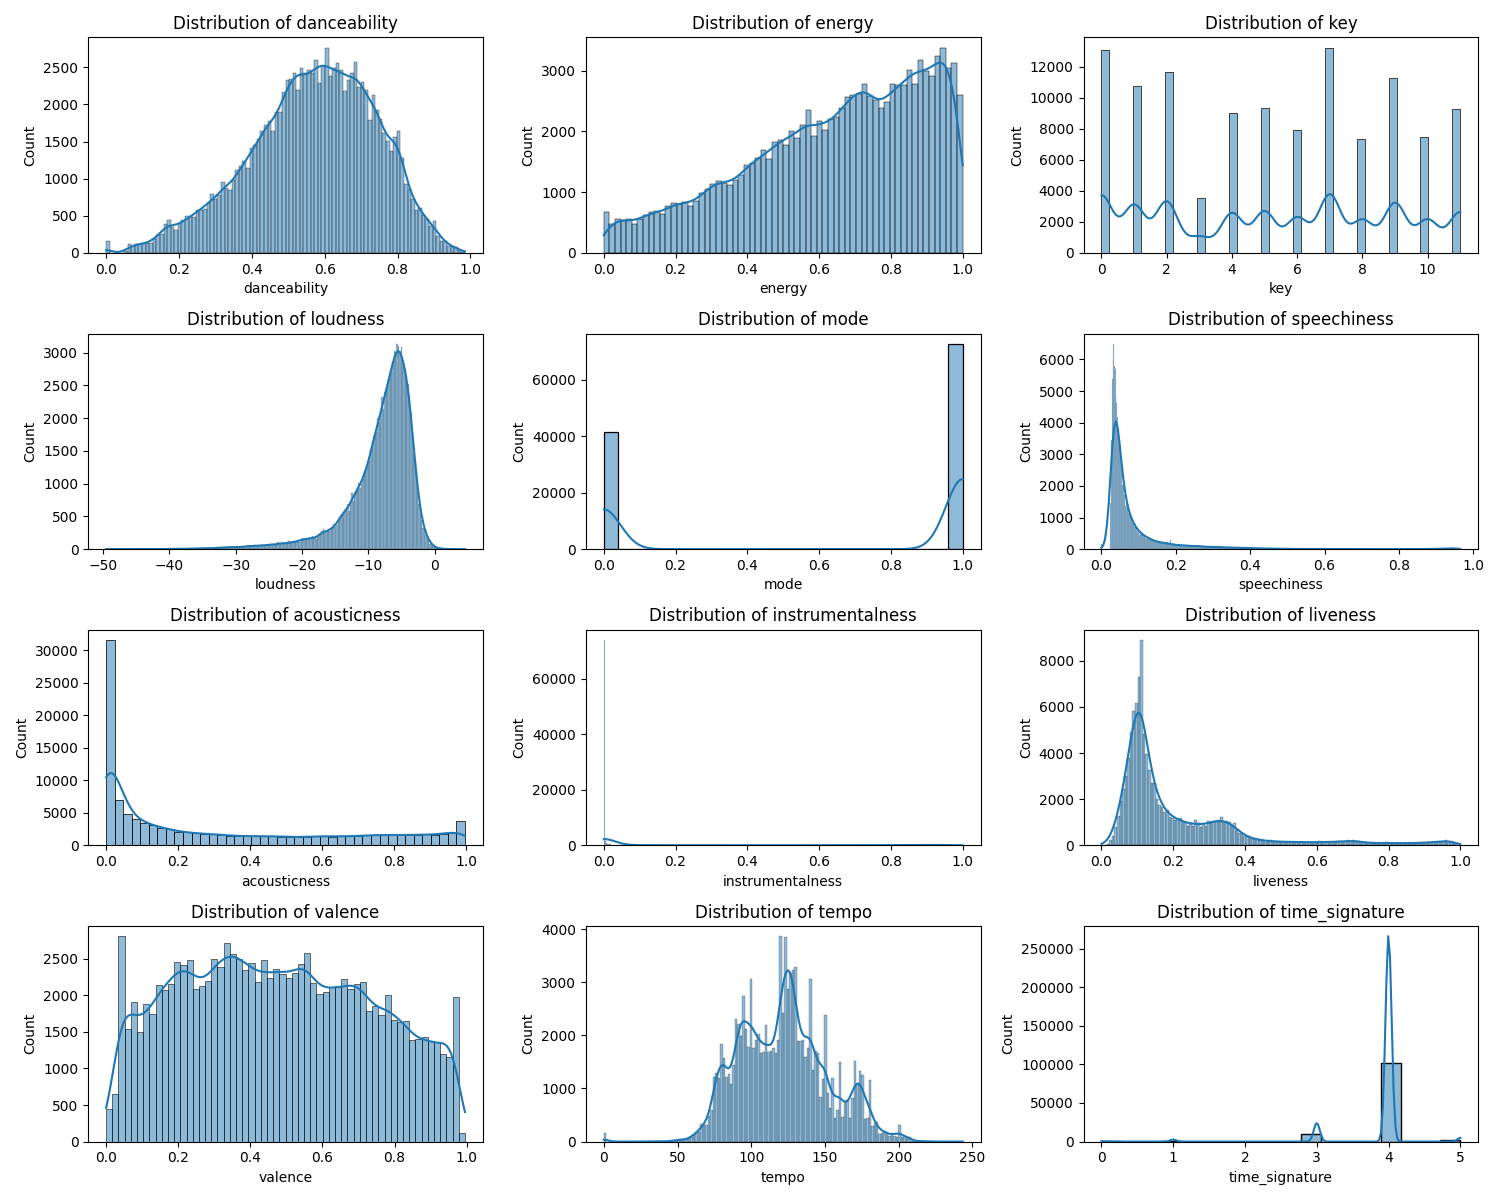 Distribution of danceability
Count
2500
2000
1500
1000
500
0
0.0 0.2 0.4 0.6 0.8 1.0
danceability
Distribution of energy
Count
3000
2000
1000
0
0.0 0.2 0.4 0.6 0.8 1.0
energy
Distribution of key
Count
12000
10000
8000
6000
4000
2000
0
0 2 4 6 8 10
key
Distribution of loudness
Count
3000
2500
2000
1500
1000
500
0
−50 −40 −30 −20 −10 0
loudness
Distribution of mode
Count
60000
40000
20000
0
0.0 0.2 0.4 0.6 0.8 1.0
mode
Distribution of speechiness
Count
6000
5000
4000
3000
2000
1000
0
0.0 0.2 0.4 0.6 0.8 1.0
speechiness
Distribution of acousticness
Count
30000
25000
20000
15000
10000
5000
0
0.0 0.2 0.4 0.6 0.8 1.0
acousticness
Distribution of instrumentalness
Count
60000
40000
20000
0
0.0 0.2 0.4 0.6 0.8 1.0
instrumentalness
Distribution of liveness
Count
8000
6000
4000
2000
0
0.0 0.2 0.4 0.6 0.8 1.0
liveness
Distribution of valence
Count
2500
2000
1500
1000
500
0
0.0 0.2 0.4 0.6 0.8 1.0
valence
Distribution of tempo
Count
4000
3000
2000
1000
0
0 50 100 150 200 250
tempo
Distribution of time_signature
Count
250000
200000
150000
100000
50000
0
0 1 2 3 4 5
time_signature